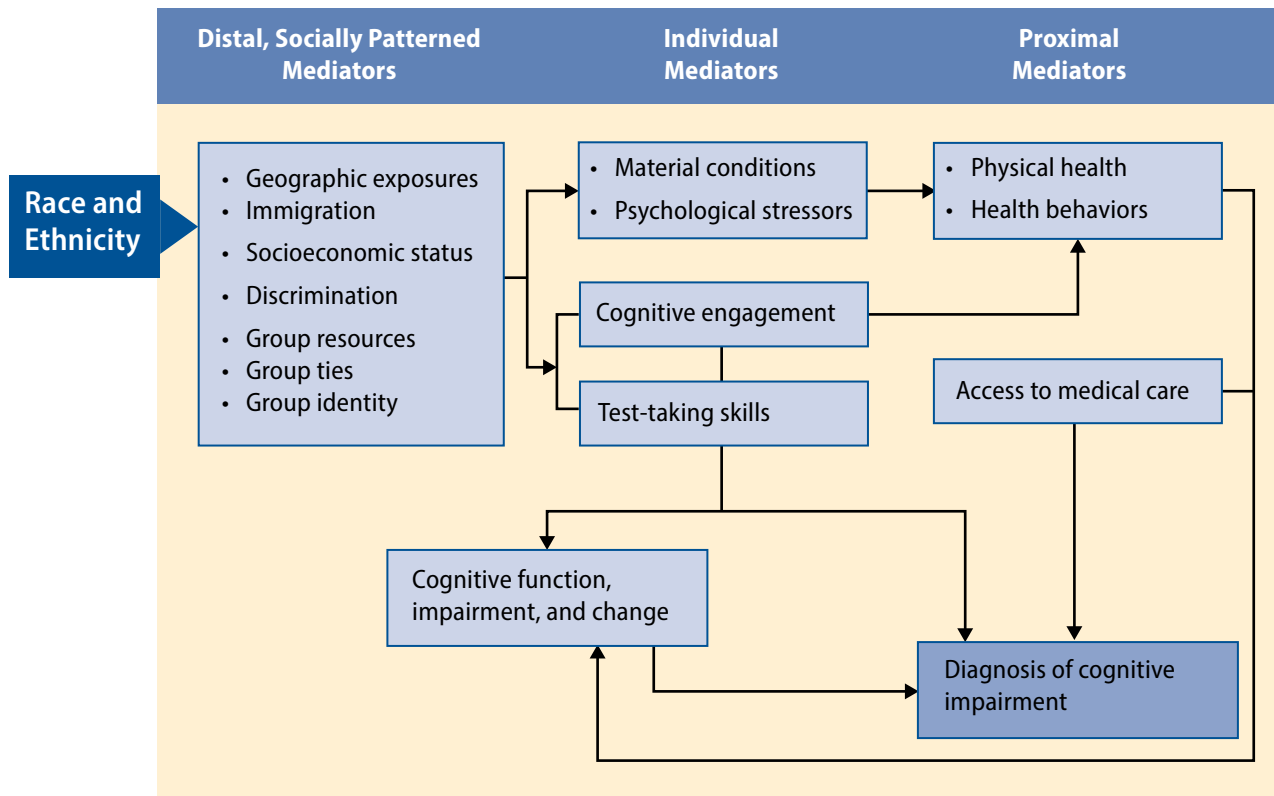 Distal, Socially Patterned
Mediators
Individual
Mediators
Proximal
Mediators
Race and
Ethnicity
• Geographic exposures
• Immigration
• Socioeconomic status
• Discrimination
• Group resources
• Group ties
• Group identity
• Material conditions
• Psychological stressors
• Physical health
• Health behaviors
Cognitive engagement
Test-taking skills
Access to medical care
Cognitive function,
impairment, and change
Diagnosis of cognitive
impairment